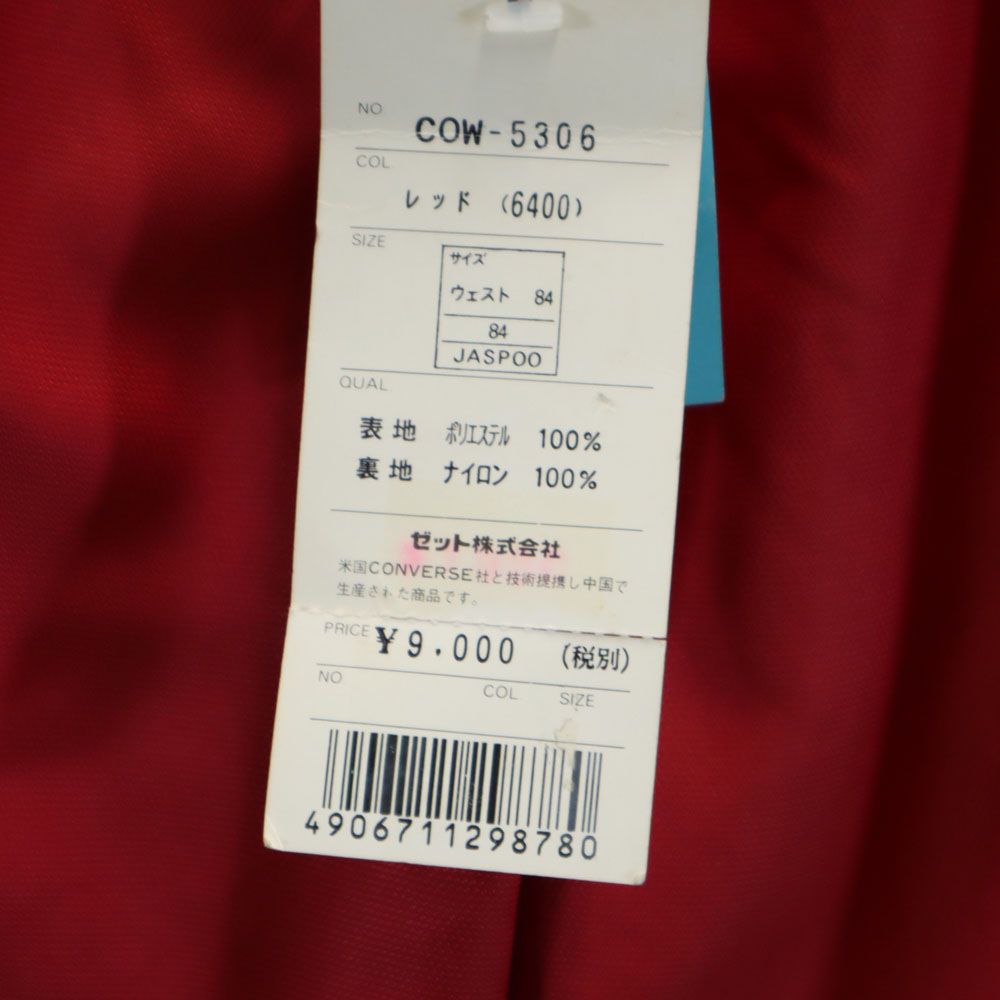 NO
COW-5306
COL
レッド (6400)
SIZE
サイズ
ウェスト 84
84
JASPOO
QUAL
表地 ポリエステル 100%
裏地 ナイロン 100%
ゼット株式会社
米国CONVERSE社と技術提携し中国で
生産された商品です。
PRICE ¥9.000 (税別)
NO. COL SIZE
4906711298780